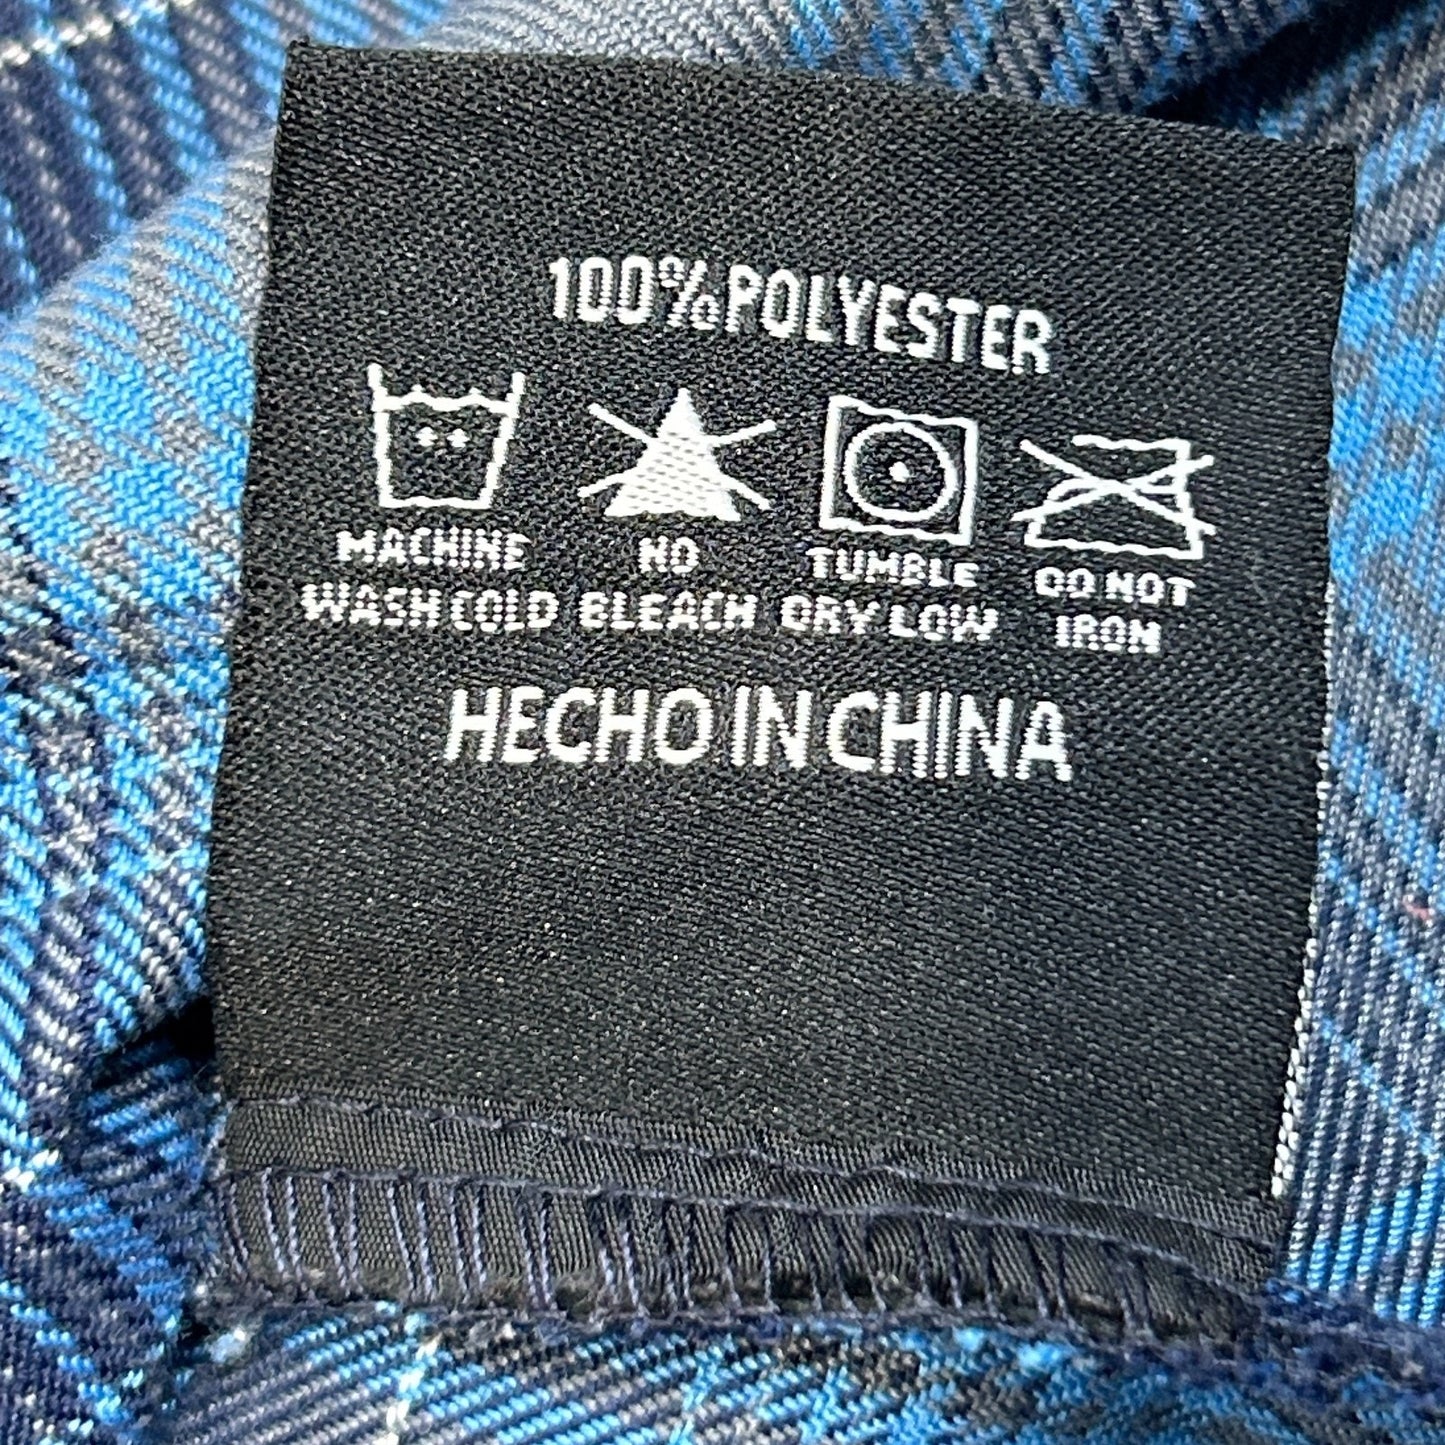 100%POLYESTER
MACHINE
WASH COLD
NO
BLEACH
TUMBLE
DRY LOW
DO NOT
IRON
HECHO IN CHINA